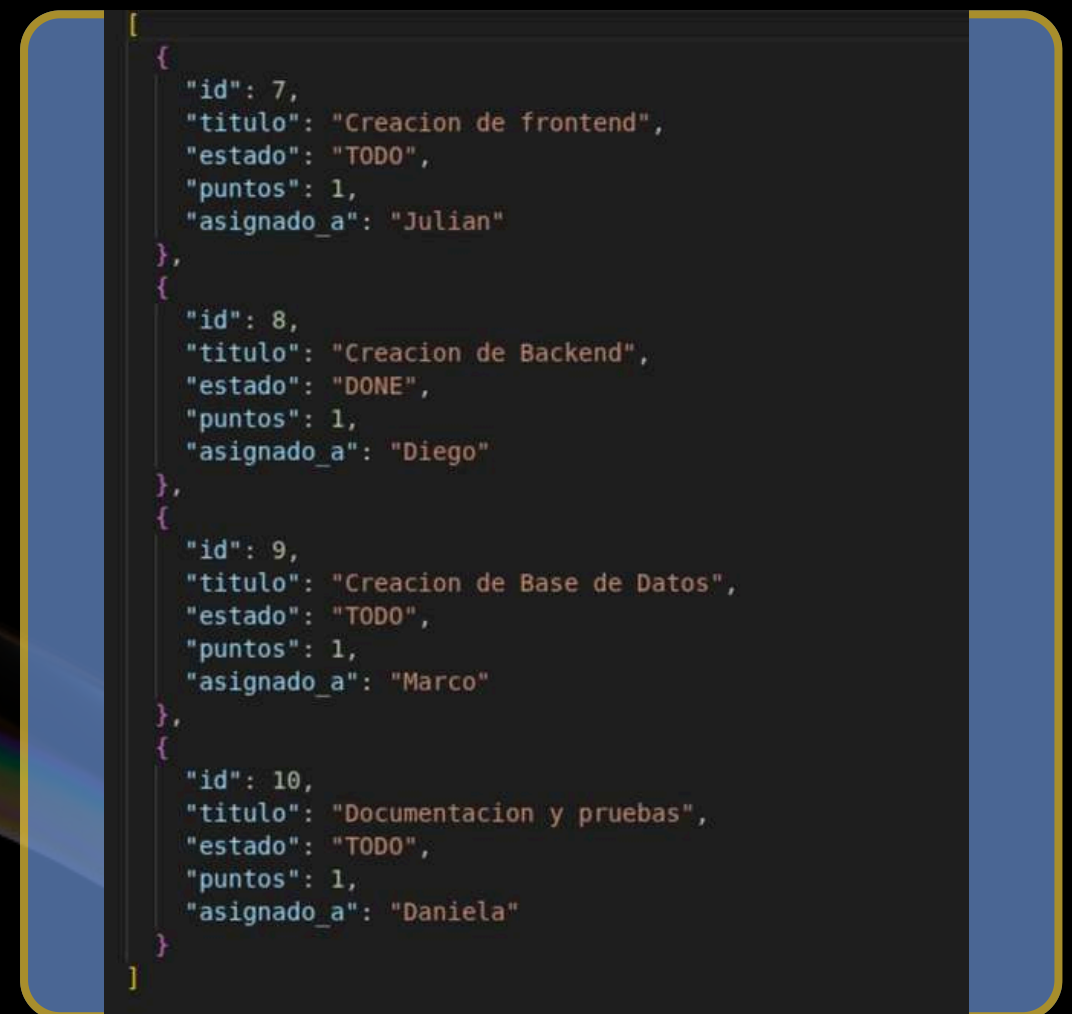 [
{
"id": 7,
"titulo": "Creacion de frontend",
"estado": "TODO",
"puntos": 1,
"asignado_a": "Julian"
},
{
"id": 8,
"titulo": "Creacion de Backend",
"estado": "DONE",
"puntos": 1,
"asignado_a": "Diego"
},
{
"id": 9,
"titulo": "Creacion de Base de Datos",
"estado": "TODO",
"puntos": 1,
"asignado_a": "Marco"
},
{
"id": 10,
"titulo": "Documentacion y pruebas",
"estado": "TODO",
"puntos": 1,
"asignado_a": "Daniela"
}
]